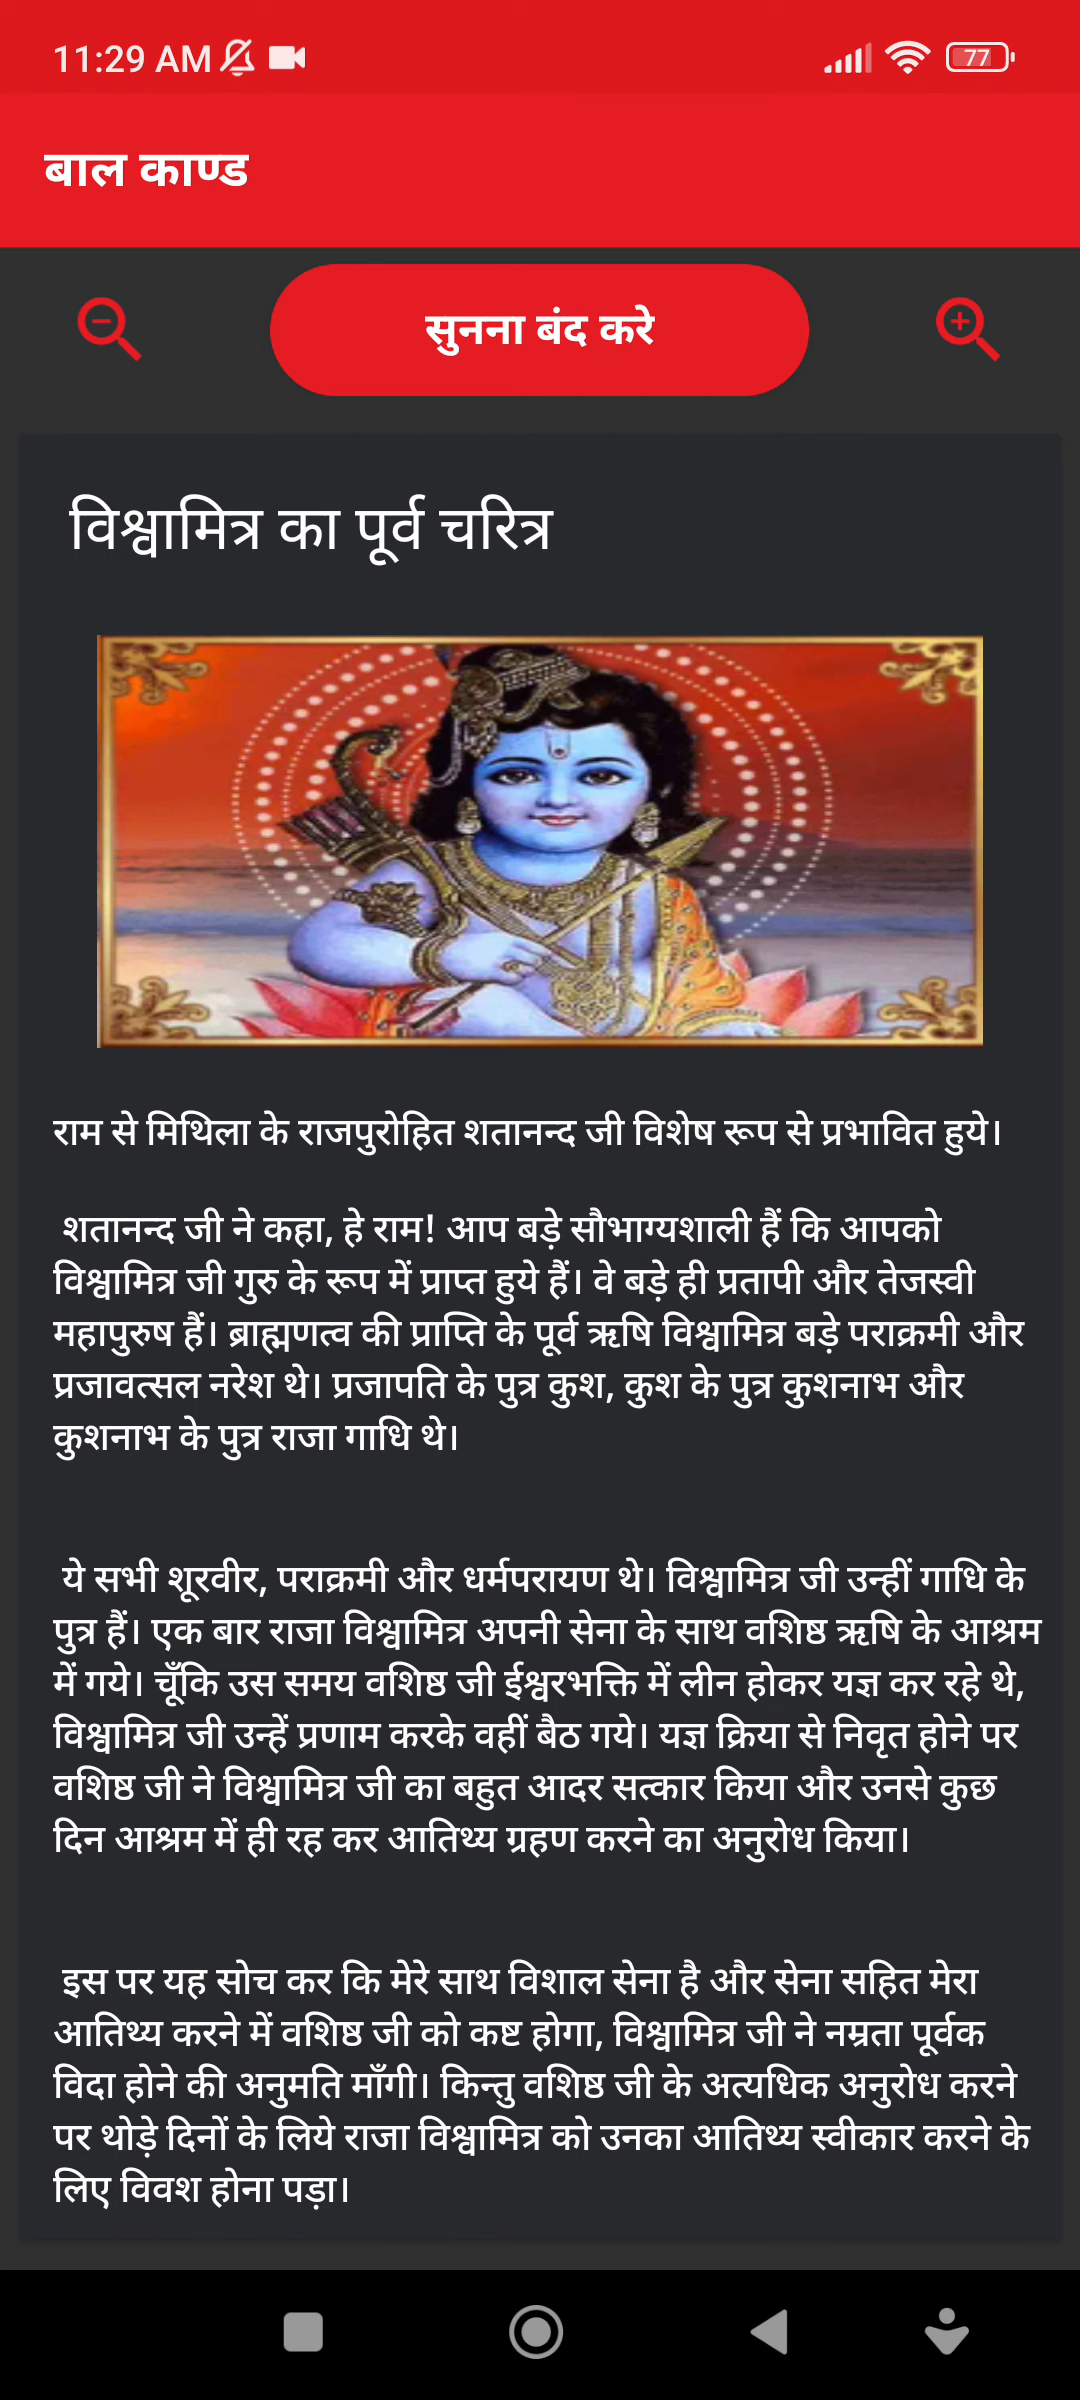 11:29 AM
77
बाल काण्ड
सुनना बंद करे
विश्वामित्र का पूर्व चरित्र
राम से मिथिला के राजपुरोहित शतानन्द जी विशेष रूप से प्रभावित हुये।
शतानन्द जी ने कहा, हे राम! आप बड़े सौभाग्यशाली हैं कि आपको
विश्वामित्र जी गुरु के रूप में प्राप्त हुये हैं। वे बड़े ही प्रतापी और तेजस्वी
महापुरुष हैं। ब्राह्मणत्व की प्राप्ति के पूर्व ऋषि विश्वामित्र बड़े पराक्रमी और
प्रजावत्सल नरेश थे। प्रजापति के पुत्र कुश, कुश के पुत्र कुशनाभ और
कुशनाभ के पुत्र राजा गाधि थे।
ये सभी शूरवीर, पराक्रमी और धर्मपरायण थे। विश्वामित्र जी उन्हीं गाधि के
पुत्र हैं। एक बार राजा विश्वामित्र अपनी सेना के साथ वशिष्ठ ऋषि के आश्रम
में गये। चूँकि उस समय वशिष्ठ जी ईश्वरभक्ति में लीन होकर यज्ञ कर रहे थे,
विश्वामित्र जी उन्हें प्रणाम करके वहीं बैठ गये। यज्ञ क्रिया से निवृत होने पर
वशिष्ठ जी ने विश्वामित्र जी का बहुत आदर सत्कार किया और उनसे कुछ
दिन आश्रम में ही रह कर आतिथ्य ग्रहण करने का अनुरोध किया।
इस पर यह सोच कर कि मेरे साथ विशाल सेना है और सेना सहित मेरा
आतिथ्य करने में वशिष्ठ जी को कष्ट होगा, विश्वामित्र जी ने नम्रता पूर्वक
विदा होने की अनुमति माँगी। किन्तु वशिष्ठ जी के अत्यधिक अनुरोध करने
पर थोड़े दिनों के लिये राजा विश्वामित्र को उनका आतिथ्य स्वीकार करने के
लिए विवश होना पड़ा।